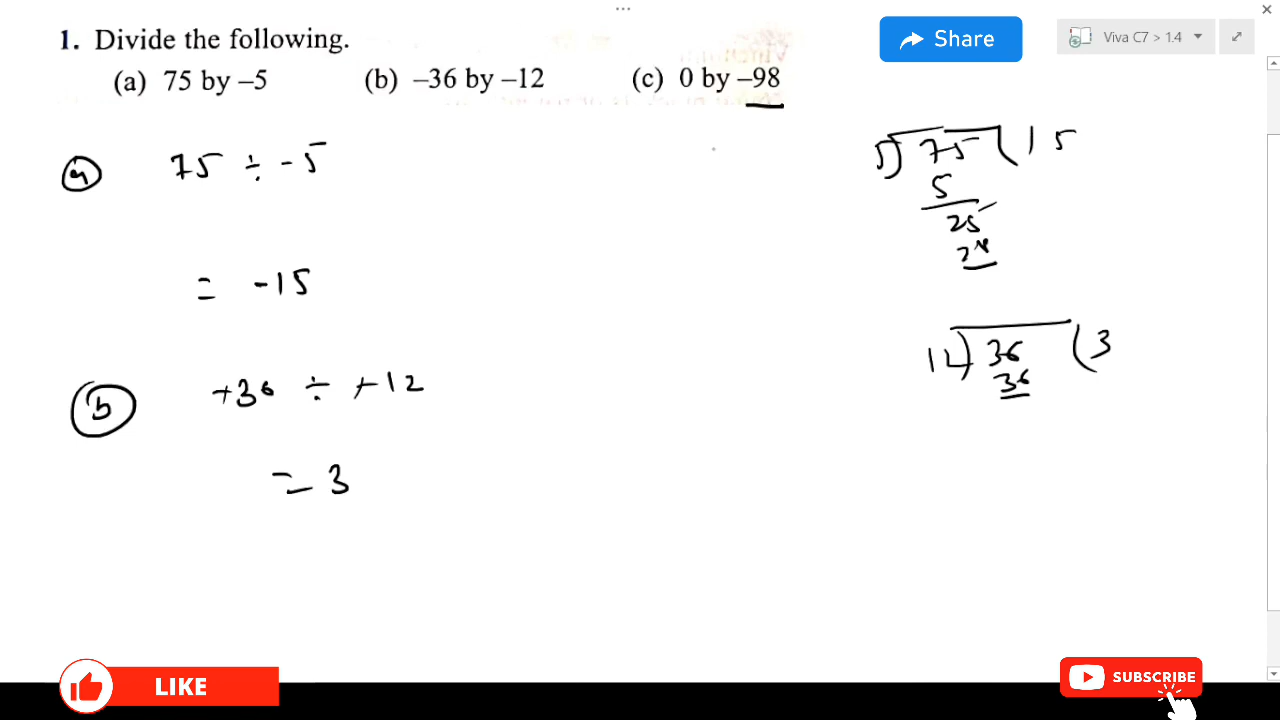 1. Divide the following.
(a) 75 by –5 (b) –36 by –12 (c) 0 by –98
Share
Viva C7 > 1.4
(a) 75 ÷ -5
= -15
5) 75 ( 15
5
25
(b) +36 ÷ +-12
= 3
12) 36 ( 3
36
LIKE
SUBSCRIBE